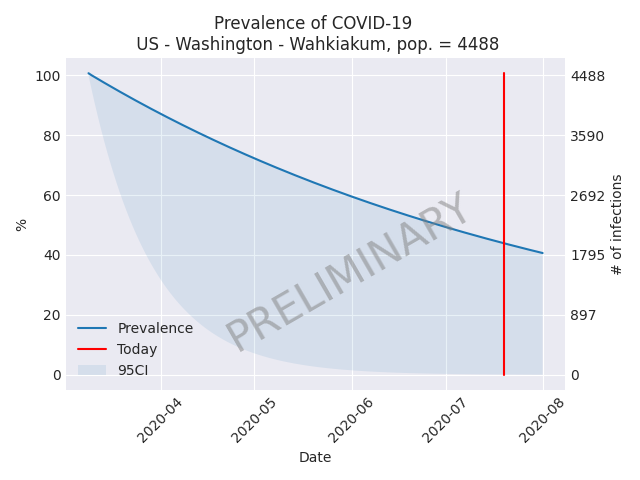 Prevalence of COVID-19
US - Washington - Wahkiakum, pop. = 4488
100
80
60
40
20
0
%
4488
3590
2692
1795
897
0
# of infections
PRELIMINARY
Prevalence
Today
95CI
2020-04
2020-05
2020-06
2020-07
2020-08
Date